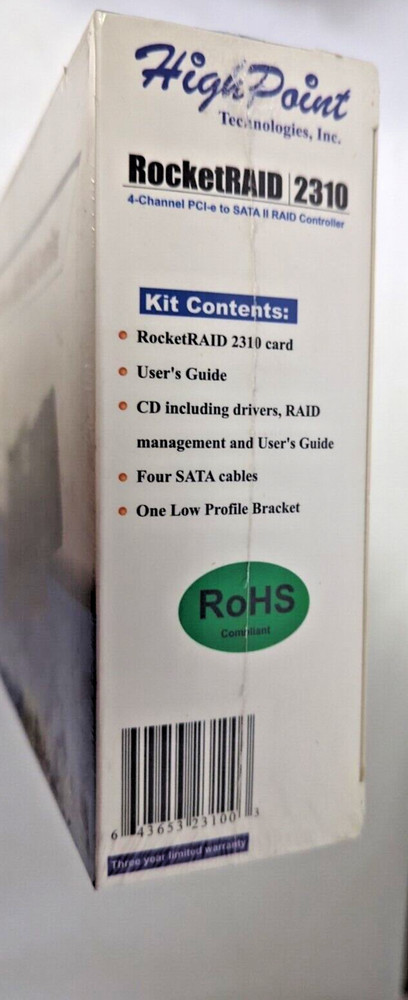 HighPoint
Technologies, Inc.
RocketRAID 2310
4-Channel PCI-e to SATA II RAID Controller
Kit Contents:
RocketRAID 2310 card
User's Guide
CD including drivers, RAID
management and User's Guide
Four SATA cables
One Low Profile Bracket
RoHS
Compliant
6 43653 23100 3
Three year limited warranty